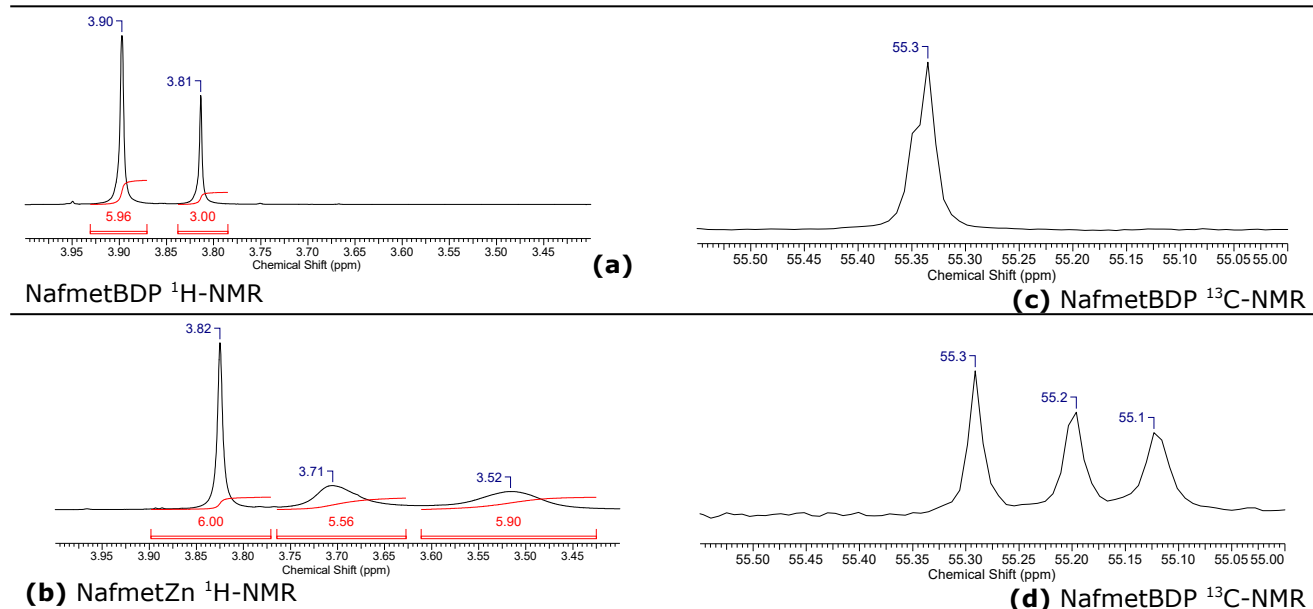 3.90
3.81
5.96
3.00
3.95 3.90 3.85 3.80 3.75 3.70 3.65 3.60 3.55 3.50 3.45
Chemical Shift (ppm)
(a)
NafmetBDP ¹H-NMR
55.3
55.50 55.45 55.40 55.35 55.30 55.25 55.20 55.15 55.10 55.05 55.00
Chemical Shift (ppm)
(c) NafmetBDP ¹³C-NMR
3.82
3.71
3.52
6.00
5.56
5.90
3.95 3.90 3.85 3.80 3.75 3.70 3.65 3.60 3.55 3.50 3.45
Chemical Shift (ppm)
(b) NafmetZn ¹H-NMR
55.3
55.2
55.1
55.50 55.45 55.40 55.35 55.30 55.25 55.20 55.15 55.10 55.05 55.00
Chemical Shift (ppm)
(d) NafmetBDP ¹³C-NMR